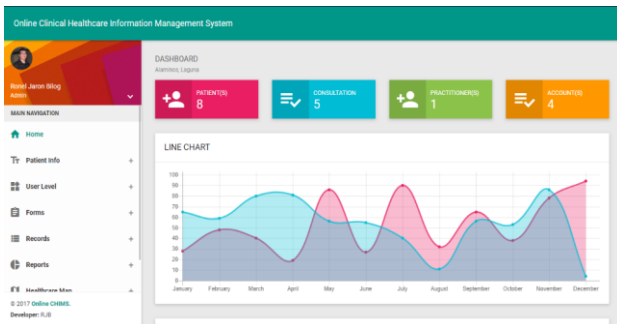 Online Clinical Healthcare Information Management System
Ronel Jaron Bilog
Admin
MAIN NAVIGATION
Home
Patient Info
User Level
Forms
Records
Reports
Healthcare Map
© 2017 Online CHIMS.
Developer: RJB
DASHBOARD
Alaminos, Laguna
PATIENT(S)
8
CONSULTATION
5
PRACTITIONER(S)
1
ACCOUNT(S)
4
LINE CHART
100
90
80
70
60
50
40
30
20
10
0
January February March April May June July August September October November December